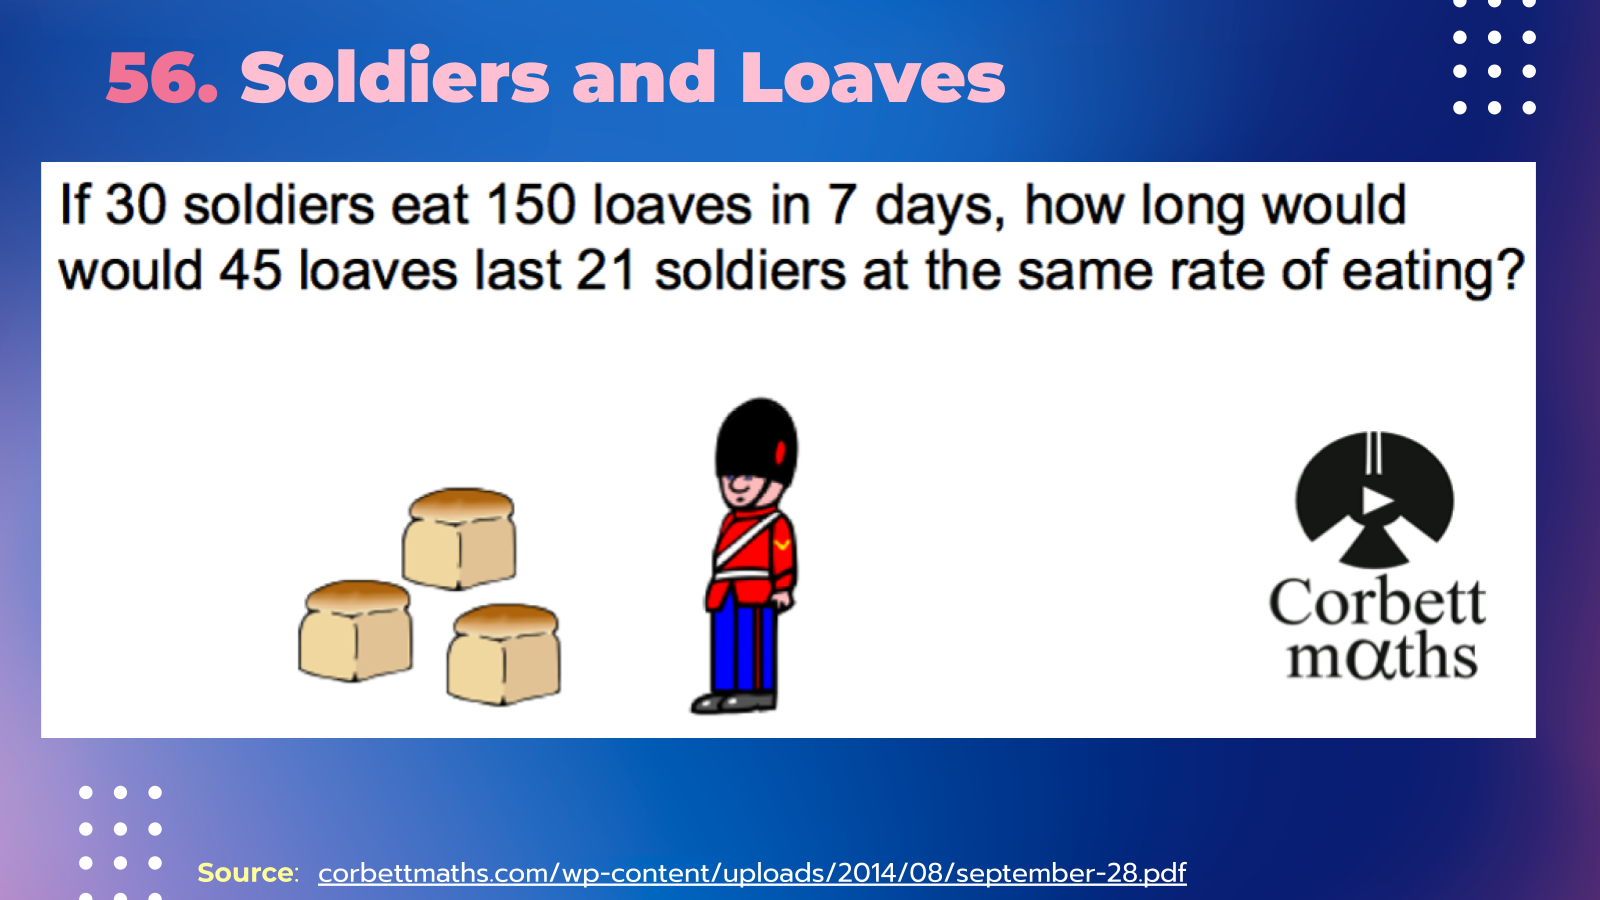 56. Soldiers and Loaves
If 30 soldiers eat 150 loaves in 7 days, how long would
would 45 loaves last 21 soldiers at the same rate of eating?
Corbett
mαths
Source: corbettmaths.com/wp-content/uploads/2014/08/september-28.pdf